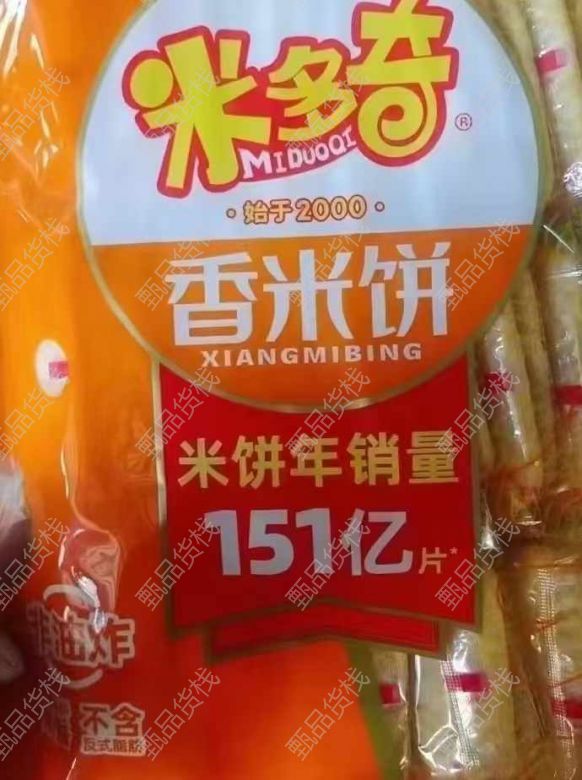 米多奇
MIDUOQI
®
·始于2000·
香米饼
XIANGMIBING
米饼年销量
151亿片*
非油炸
不含
反式脂肪
甄品货栈